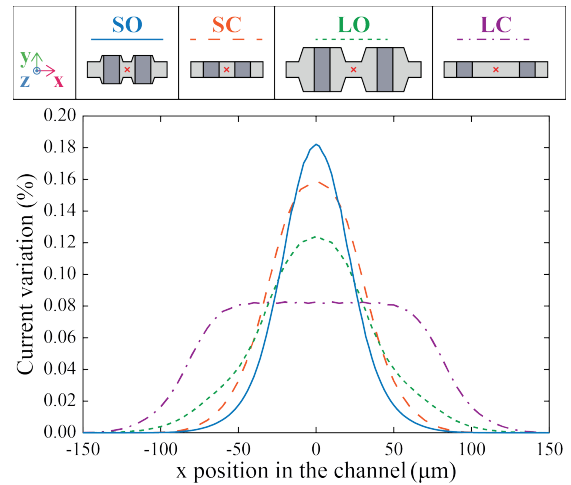 SO SC LO LC
y
z x
0.20
0.18
0.16
0.14
0.12
0.10
0.08
0.06
0.04
0.02
0.00
Current variation (%)
-150 -100 -50 0 50 100 150
x position in the channel (μm)